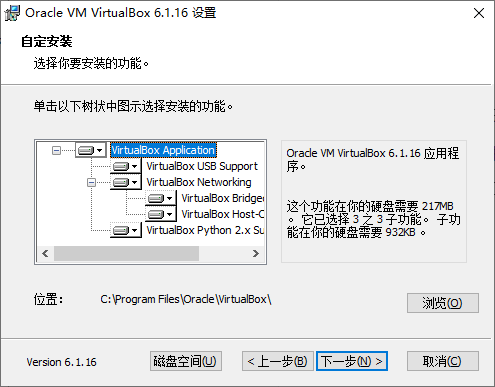 Oracle VM VirtualBox 6.1.16 设置
自定安装
选择你要安装的功能。
单击以下树状中图示选择安装的功能。
VirtualBox Application
VirtualBox USB Support
VirtualBox Networking
VirtualBox Bridge
VirtualBox Host-O
VirtualBox Python 2.x Su
Oracle VM VirtualBox 6.1.16 应用程
序。
这个功能在你的硬盘需要 217MB
。 它已选择 3 之 3 子功能。 子功
能在你的硬盘需要 932KB 。
位置： C:\Program Files\Oracle\VirtualBox\
浏览(O)
Version 6.1.16 磁盘空间(U) < 上一步(B) 下一步(N) > 取消(C)